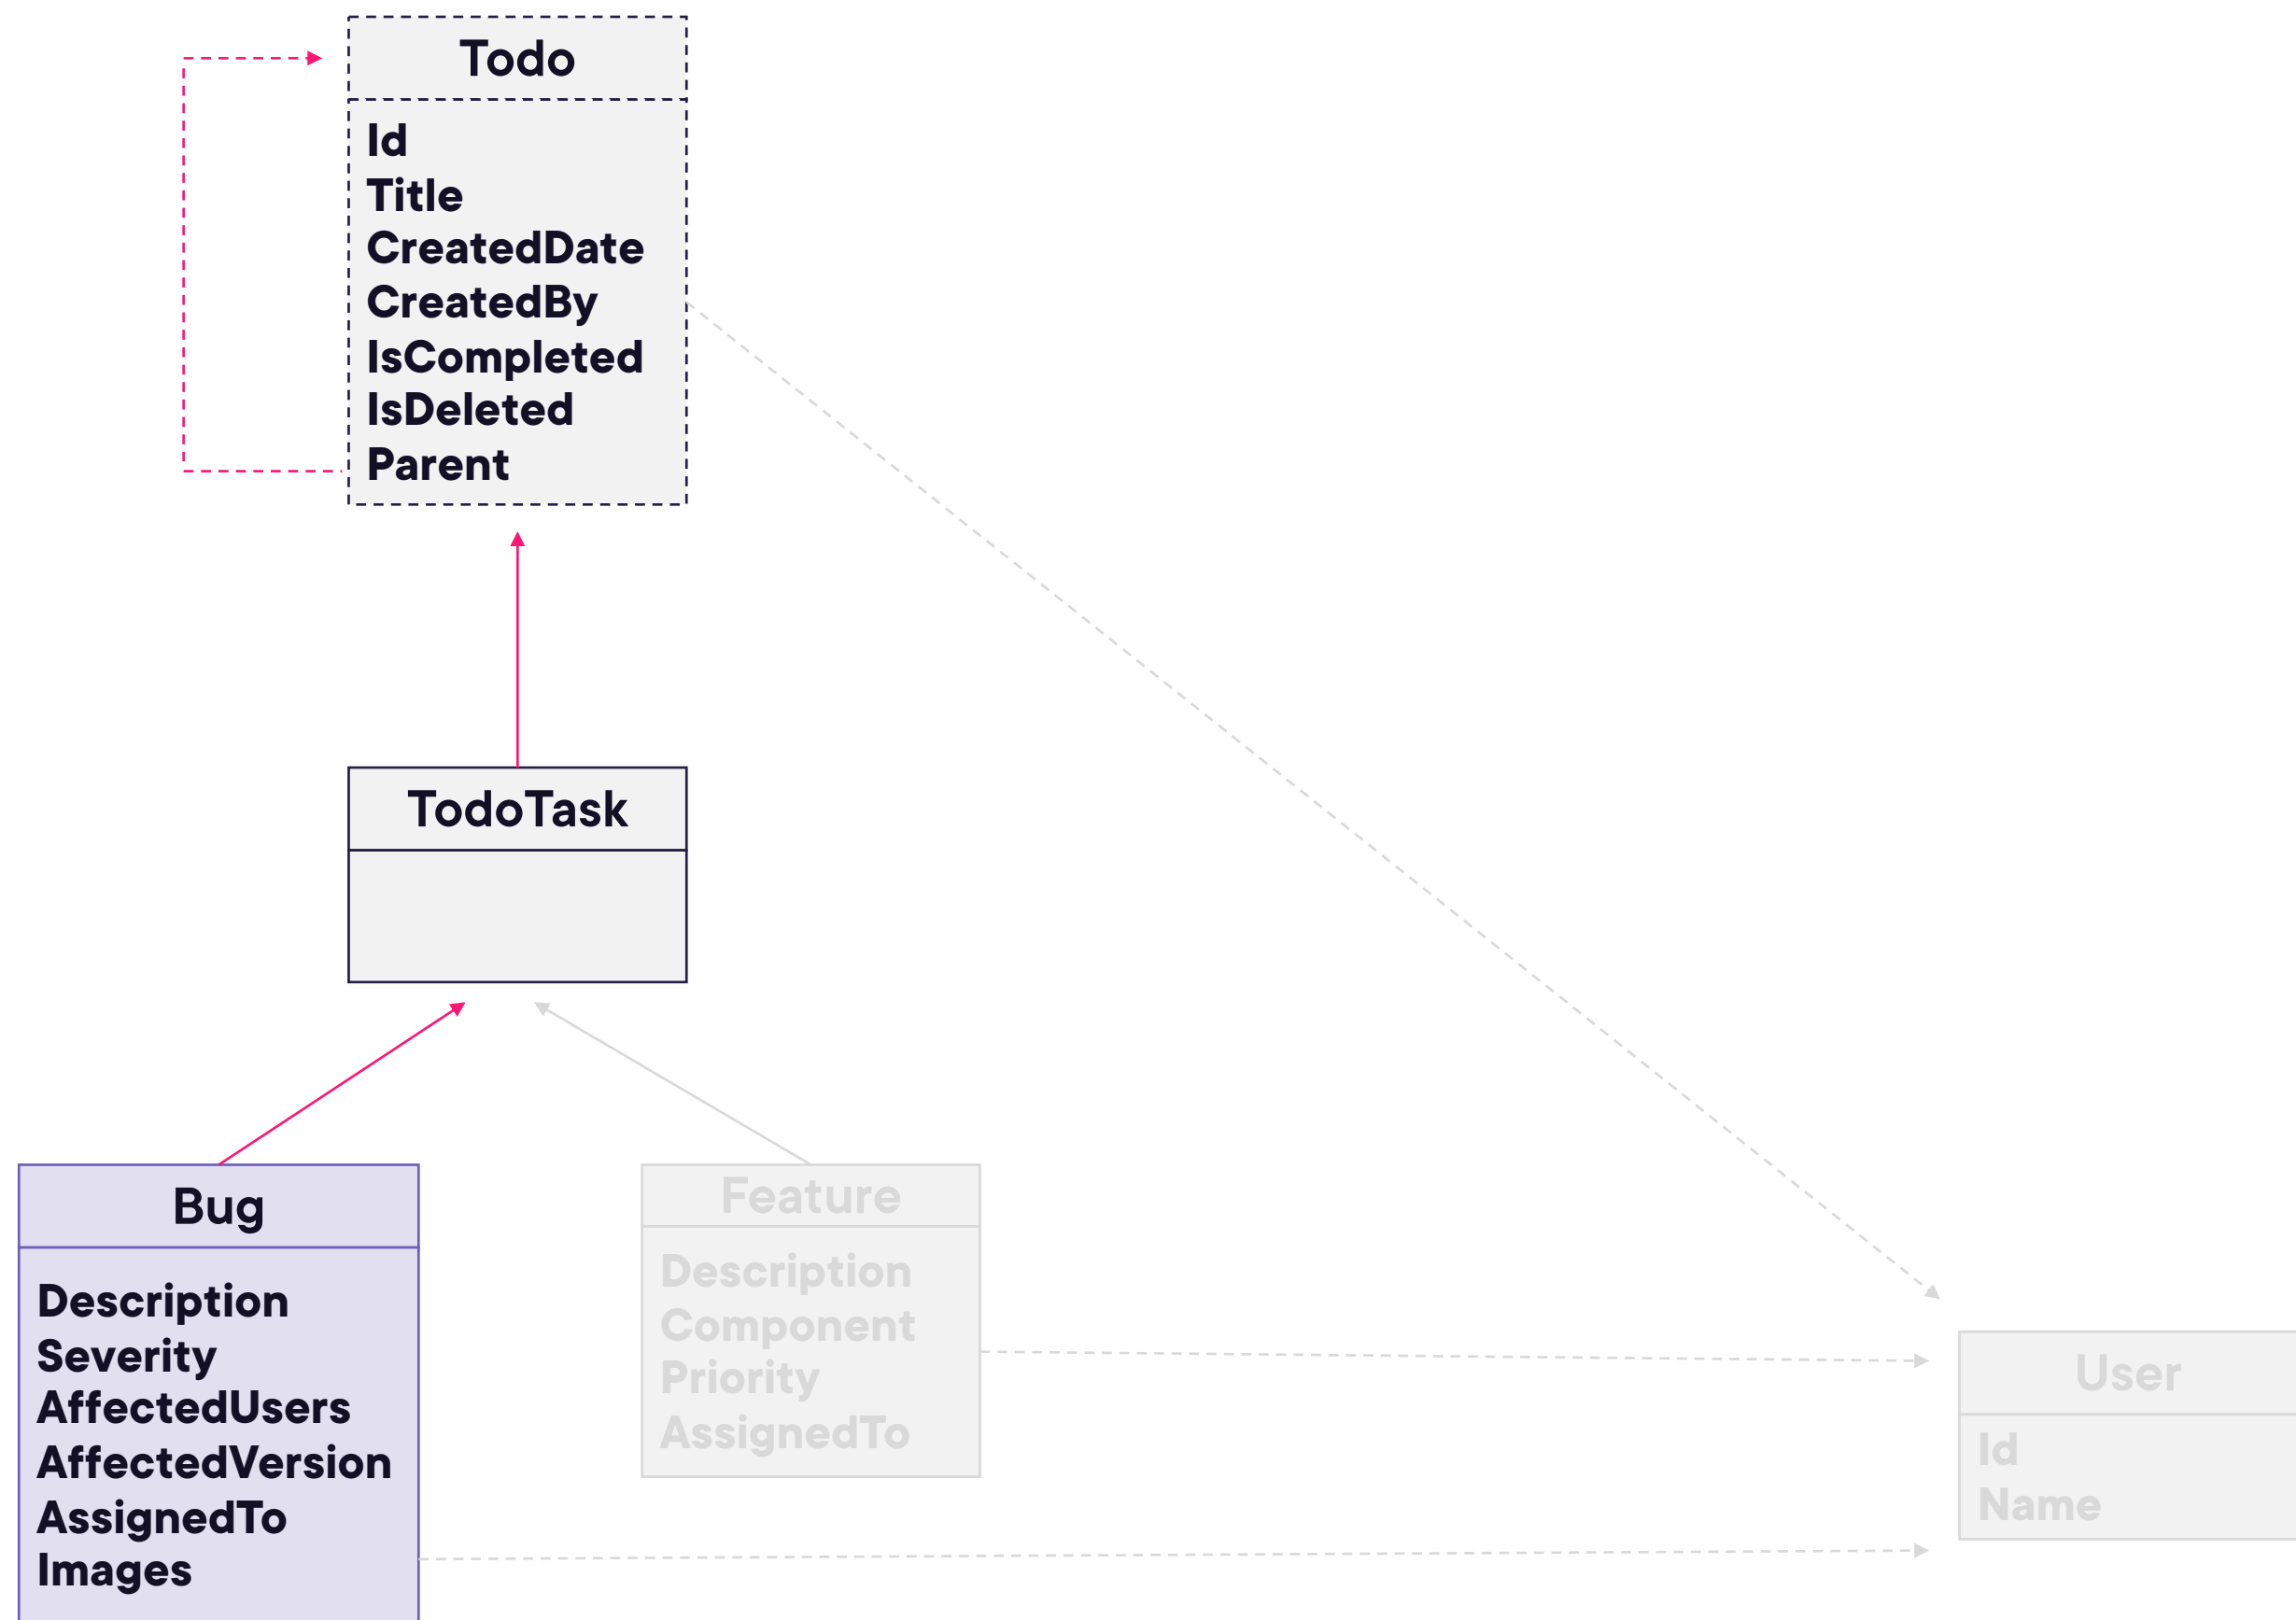 Todo
Id
Title
CreatedDate
CreatedBy
IsCompleted
IsDeleted
Parent
TodoTask
Bug
Description
Severity
AffectedUsers
AffectedVersion
AssignedTo
Images
Feature
Description
Component
Priority
AssignedTo
User
Id
Name